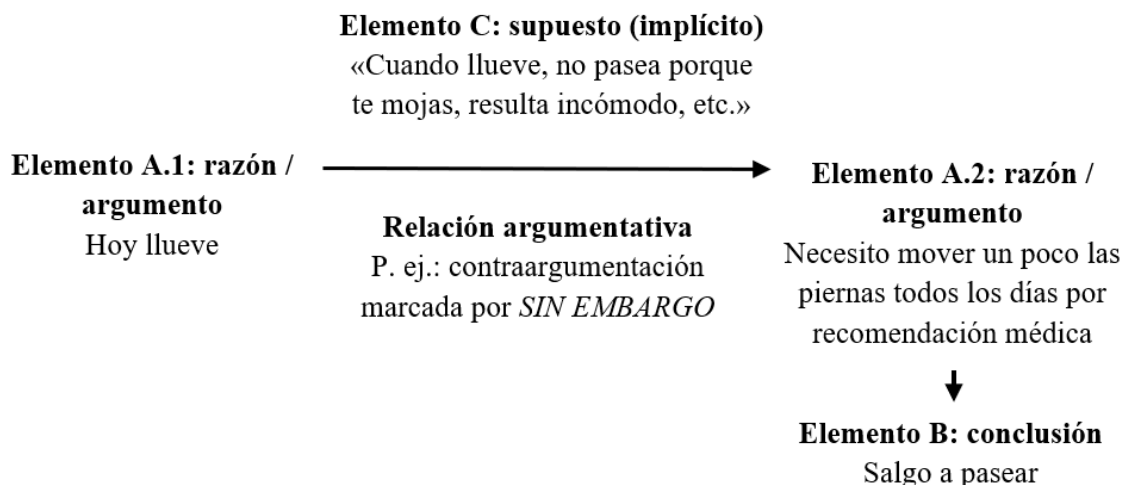 Elemento C: supuesto (implícito)
«Cuando llueve, no pasea porque
te mojas, resulta incómodo, etc.»
Elemento A.1: razón /
argumento
Hoy llueve
Relación argumentativa
P. ej.: contraargumentación
marcada por SIN EMBARGO
Elemento A.2: razón /
argumento
Necesito mover un poco las
piernas todos los días por
recomendación médica
Elemento B: conclusión
Salgo a pasear